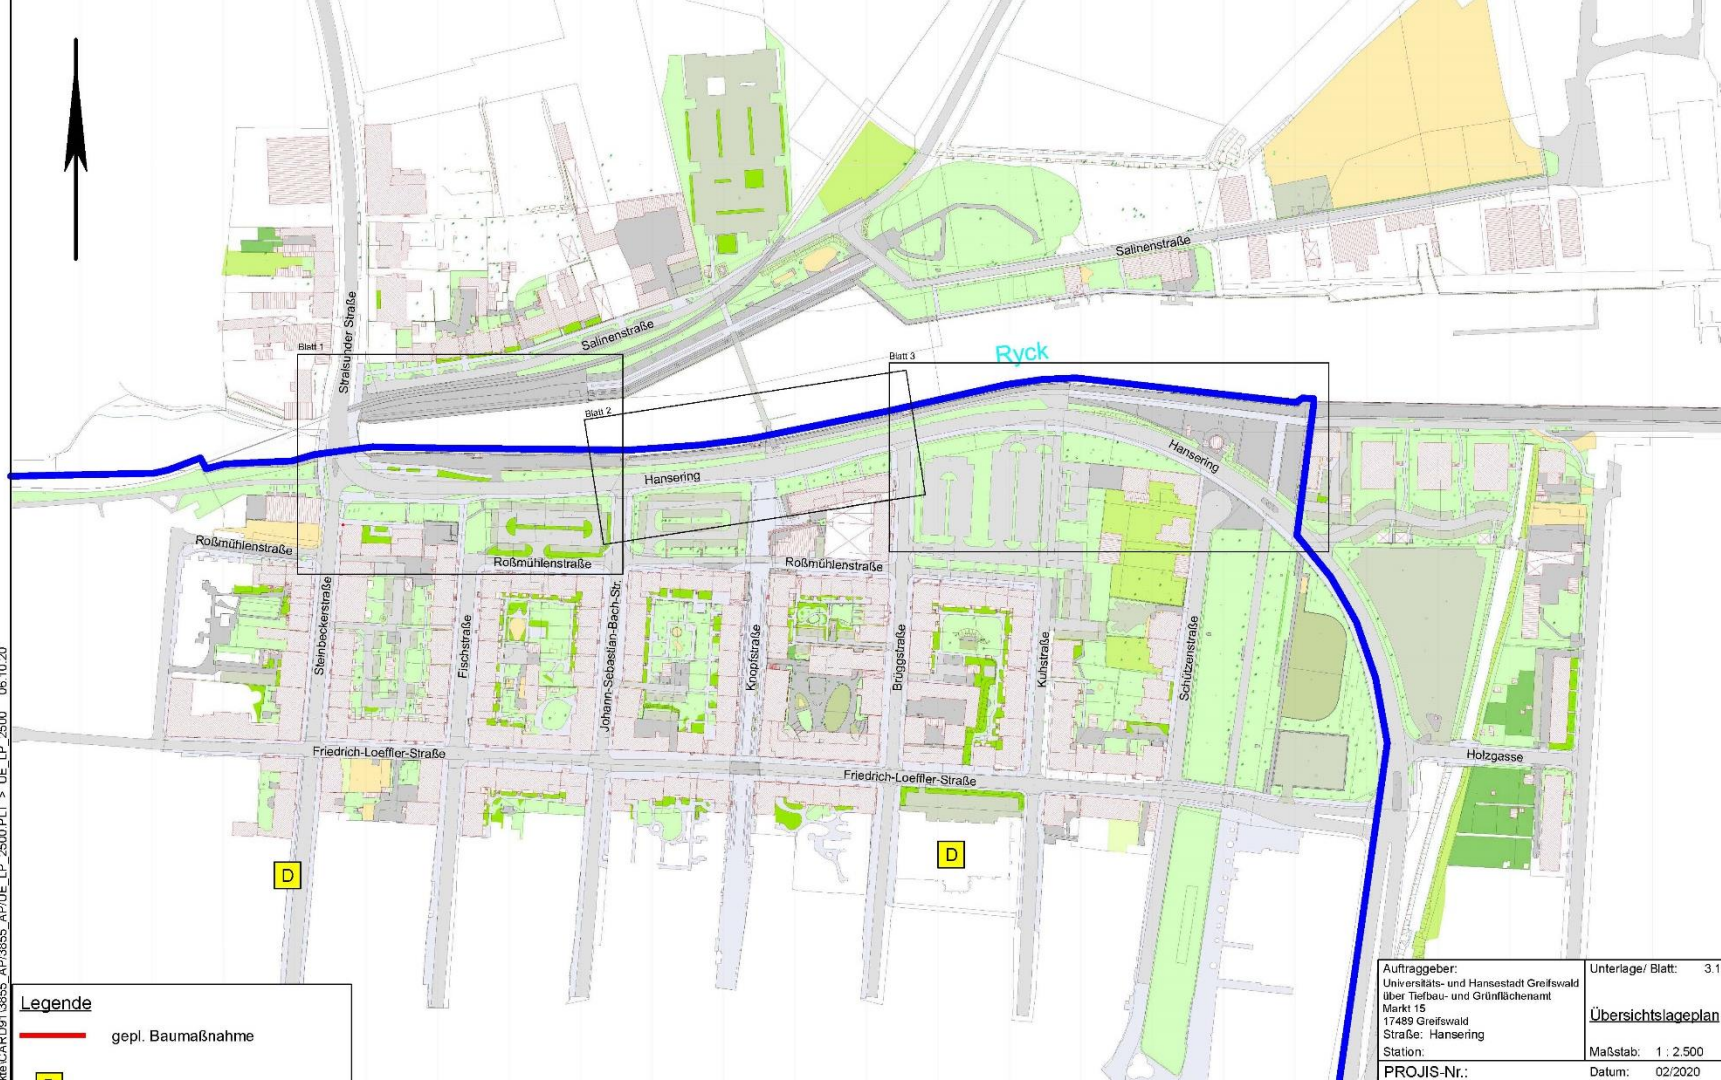 Blatt 1
Stralsunder Straße
Salinenstraße
Salinenstraße
Blatt 2
Blatt 3
Ryck
Hansering
Hansering
Roßmühlenstraße
Roßmühlenstraße
Roßmühlenstraße
Steinbeckerstraße
Fischstraße
Johann-Sebastian-Bach-Str.
Knopfstraße
Brüggstraße
Kuhstraße
Schützenstraße
Friedrich-Loeffler-Straße
Friedrich-Loeffler-Straße
Holzgasse
D
D
Legende
gepl. Baumaßnahme
Auftraggeber:
Universitäts- und Hansestadt Greifswald
über Tiefbau- und Grünflächenamt
Markt 15
17489 Greifswald
Straße: Hansering
Station:
PROJIS-Nr.:
Unterlage/ Blatt: 3.1
Übersichtslageplan
Maßstab: 1 : 2.500
Datum: 02/2020
06.10.20